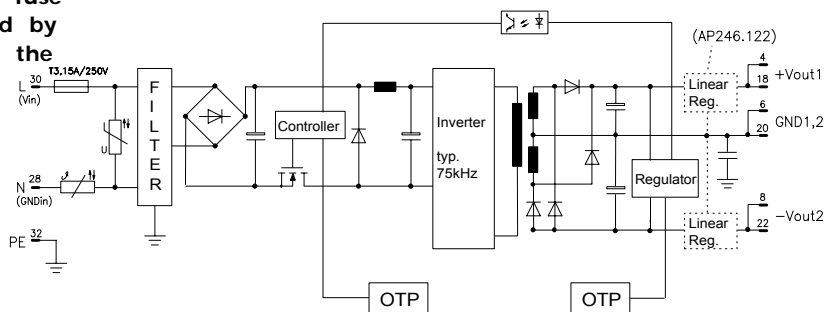 fuse
d by
the
T3,15A/250V
L 30
(Vin)
U
N 28
(GNDin)
PE 32
FILTER
Controller
Inverter
typ.
75kHz
Regulator
OTP
OTP
(AP246.122)
Linear
Reg.
4
+Vout1
18
6
GND1,2
20
8
-Vout2
22
Linear
Reg.